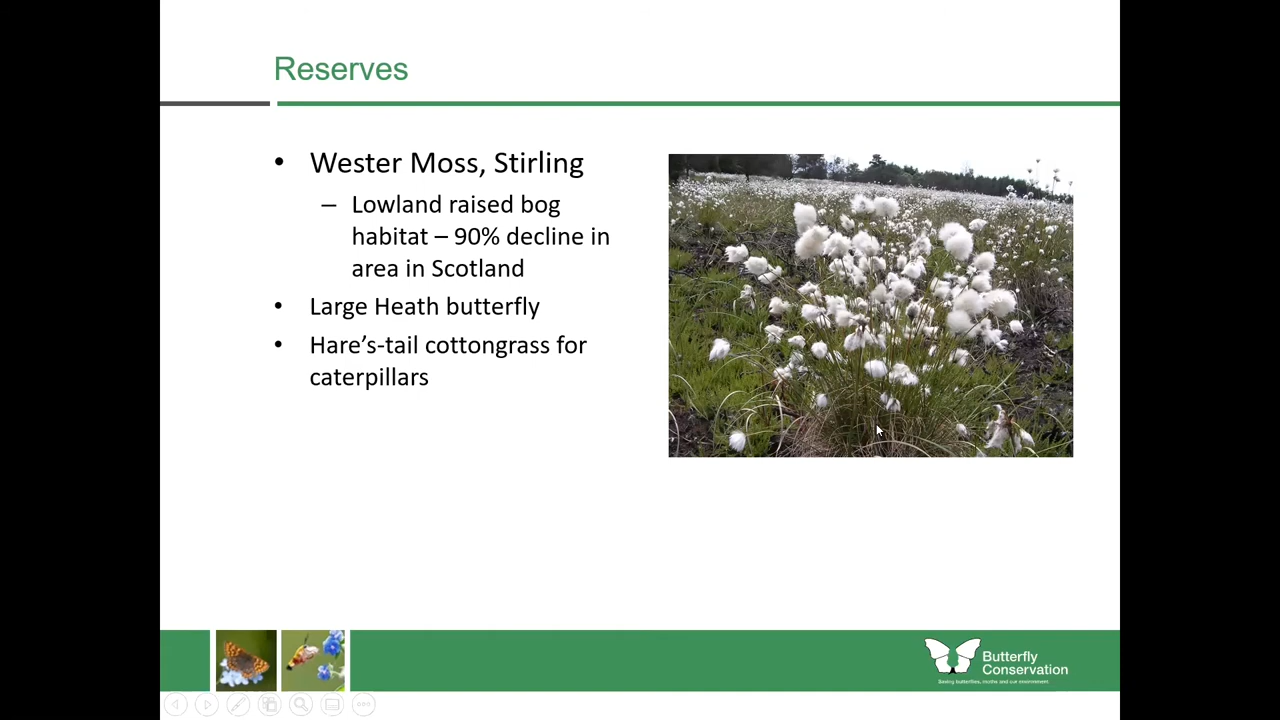 Reserves
• Wester Moss, Stirling
– Lowland raised bog
habitat – 90% decline in
area in Scotland
• Large Heath butterfly
• Hare’s-tail cottongrass for
caterpillars
Butterfly
Conservation
Saving butterflies, moths and our environment